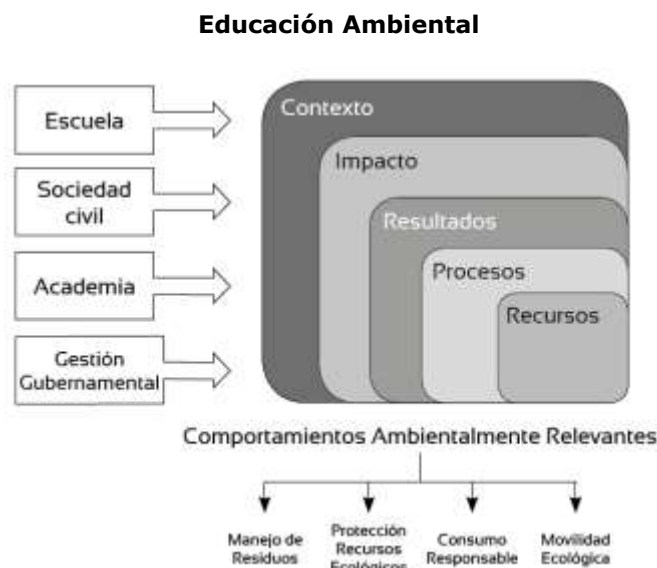 Educación Ambiental
Escuela
Sociedad
civil
Academia
Gestión
Gubernamental
Contexto
Impacto
Resultados
Procesos
Recursos
Comportamientos Ambientalmente Relevantes
Manejo de
Residuos
Protección
Recursos
Ecológicos
Consumo
Responsable
Movilidad
Ecológica